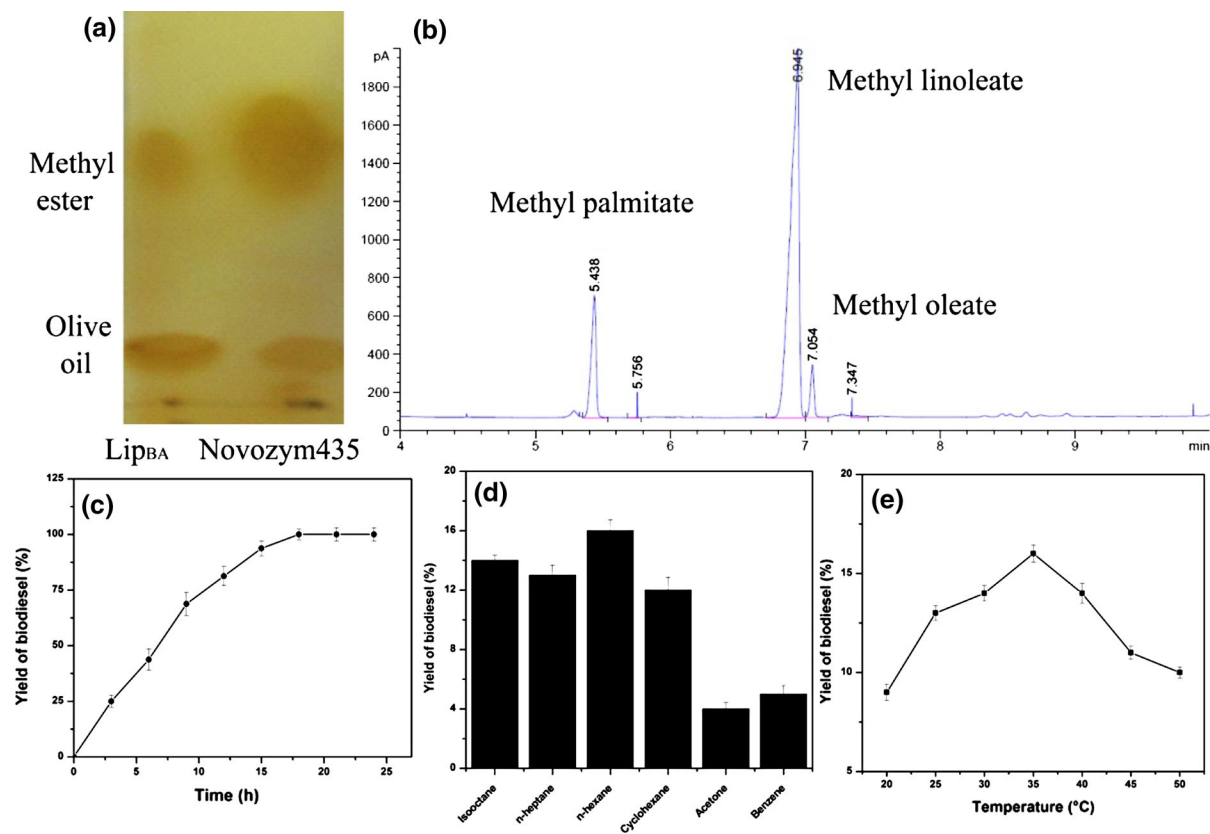 (a)
Methyl
ester
Olive
oil
LipBA Novozym435
(b)
pA
1800
1600
1400
1200
1000
800
600
400
200
0
4 5 6 7 8 9 min
Methyl palmitate
5.438
5.756
6.945
Methyl linoleate
Methyl oleate
7.054
7.347
(c)
Yield of biodiesel (%)
125
100
75
50
25
0
0 5 10 15 20 25
Time (h)
(d)
Yield of biodiesel (%)
20
16
12
8
4
0
Isooctane
n-heptane
n-hexane
Cyclohexane
Acetone
Benzene
(e)
Yield of biodiesel (%)
20
15
10
5
20 25 30 35 40 45 50
Temperature (°C)